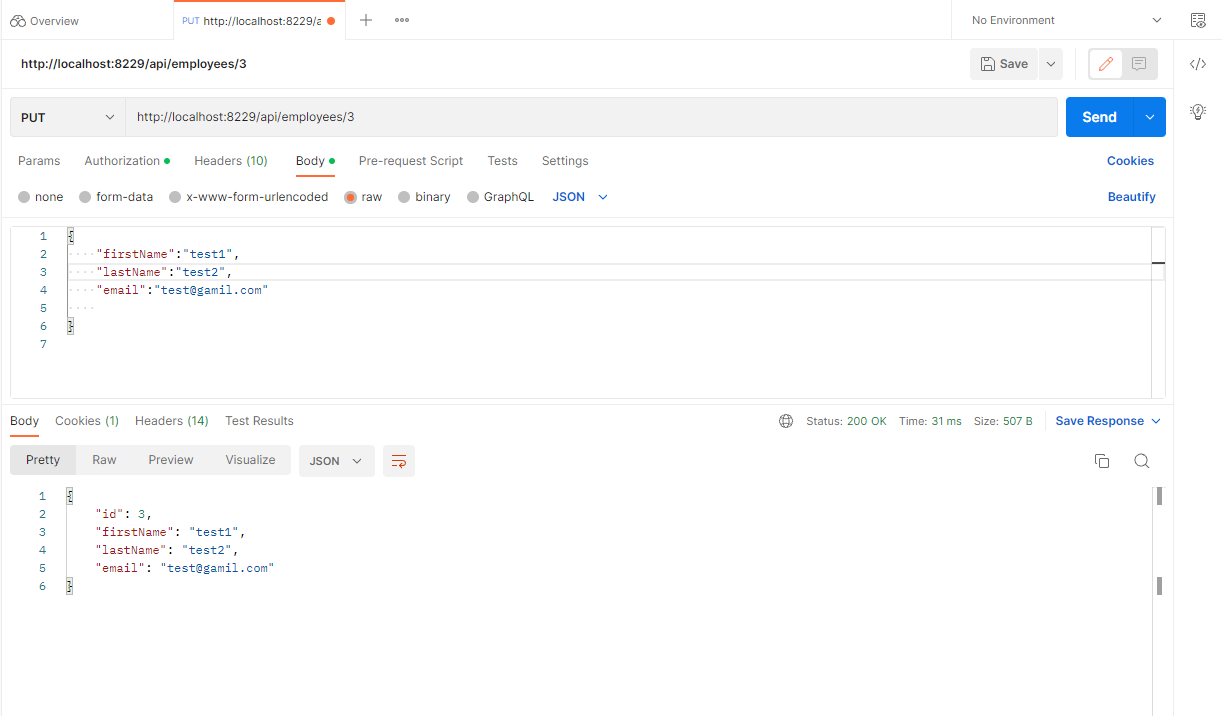 Overview PUT http://localhost:8229/a No Environment
http://localhost:8229/api/employees/3 Save
PUT http://localhost:8229/api/employees/3 Send
Params Authorization Headers (10) Body Pre-request Script Tests Settings Cookies
none form-data x-www-form-urlencoded raw binary GraphQL JSON Beautify
1 {
2 "firstName":"test1",
3 "lastName":"test2",
4 "email":"test@gamil.com"
5
6 }
7
Body Cookies (1) Headers (14) Test Results Status: 200 OK Time: 31 ms Size: 507 B Save Response
Pretty Raw Preview Visualize JSON
1 {
2 "id": 3,
3 "firstName": "test1",
4 "lastName": "test2",
5 "email": "test@gamil.com"
6 }